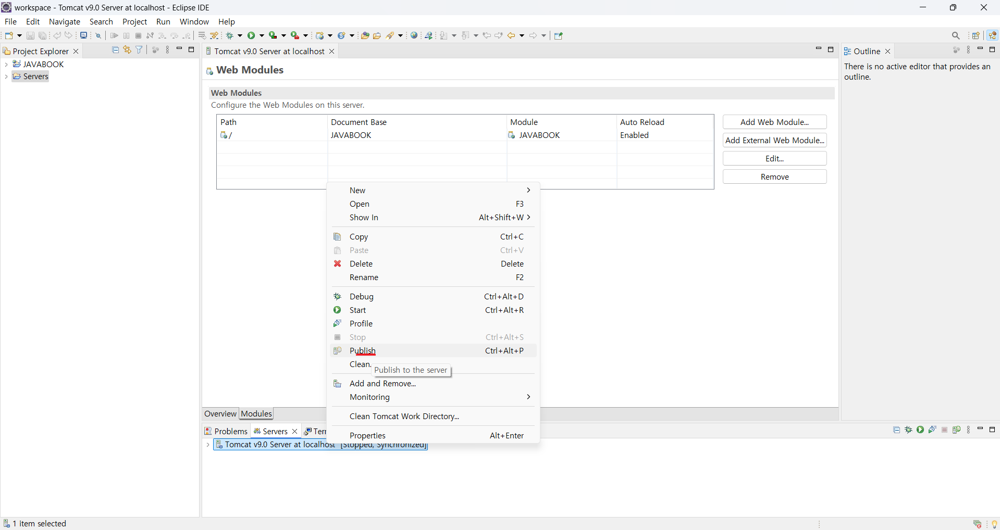 workspace - Tomcat v9.0 Server at localhost - Eclipse IDE
File Edit Navigate Search Project Run Window Help
Project Explorer
Tomcat v9.0 Server at localhost
Outline
JAVABOOK
Servers
Web Modules
Web Modules
Configure the Web Modules on this server.
Path Document Base Module Auto Reload
/ JAVABOOK JAVABOOK Enabled
Add Web Module...
Add External Web Module...
Edit...
Remove
There is no active editor that provides an
outline.
New
Open F3
Show In Alt+Shift+W
Copy Ctrl+C
Paste Ctrl+V
Delete Delete
Rename F2
Debug Ctrl+Alt+D
Start Ctrl+Alt+R
Profile
Stop Ctrl+Alt+S
Publish Ctrl+Alt+P
Clean.
Publish to the server
Add and Remove...
Monitoring
Clean Tomcat Work Directory...
Properties Alt+Enter
Overview Modules
Problems Servers Terr
Tomcat v9.0 Server at localhost [Stopped, Synchronized]
1 item selected